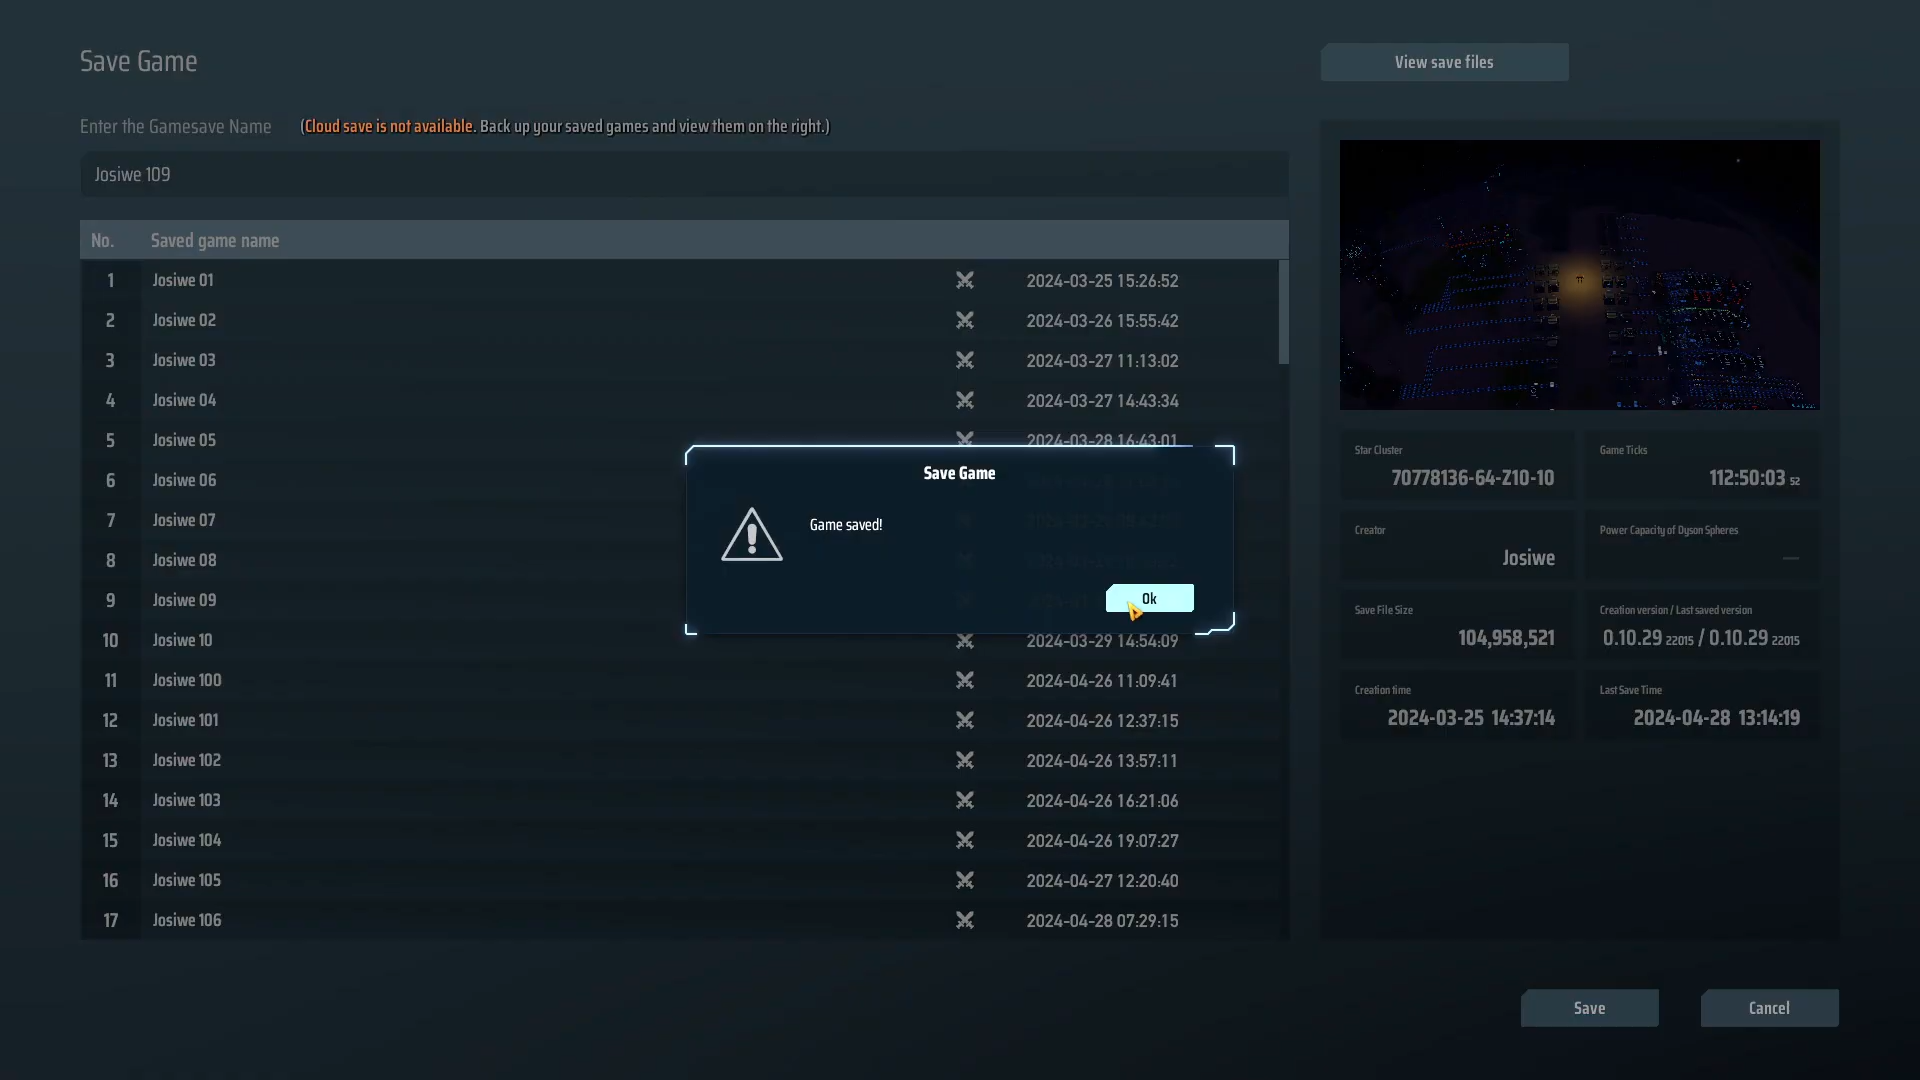 Save Game
View save files
Enter the Gamesave Name (Cloud save is not available. Back up your saved games and view them on the right.)
Josiwe 109
No. Saved game name
1 Josiwe 01 2024-03-25 15:26:52
2 Josiwe 02 2024-03-26 15:55:42
3 Josiwe 03 2024-03-27 11:13:02
4 Josiwe 04 2024-03-27 14:43:34
5 Josiwe 05 2024-03-28 16:43:01
6 Josiwe 06
7 Josiwe 07
8 Josiwe 08
9 Josiwe 09
10 Josiwe 10 2024-03-29 14:54:09
11 Josiwe 100 2024-04-26 11:09:41
12 Josiwe 101 2024-04-26 12:37:15
13 Josiwe 102 2024-04-26 13:57:11
14 Josiwe 103 2024-04-26 16:21:06
15 Josiwe 104 2024-04-26 19:07:27
16 Josiwe 105 2024-04-27 12:20:40
17 Josiwe 106 2024-04-28 07:29:15
Save Game
Game saved!
Ok
Star Cluster
70778136-64-Z10-10
Game Ticks
112:50:03 52
Creator
Josiwe
Power Capacity of Dyson Spheres
—
Save File Size
104,958,521
Creation version / Last saved version
0.10.29 22015 / 0.10.29 22015
Creation time
2024-03-25 14:37:14
Last Save Time
2024-04-28 13:14:19
Save
Cancel